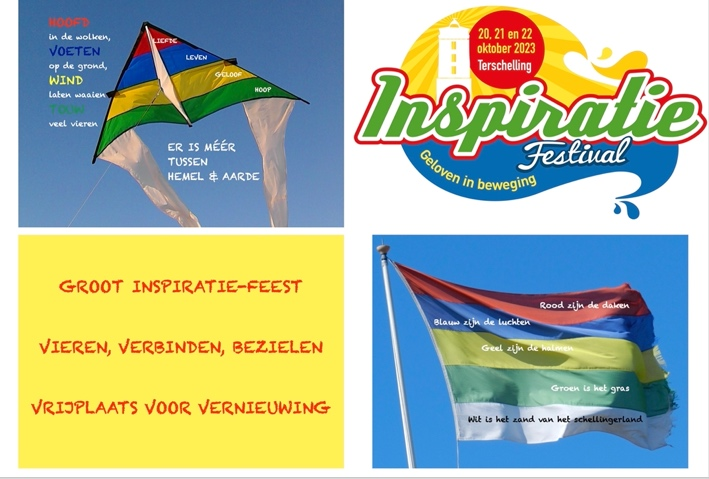 HOOFD
in de wolken,
VOETEN
op de grond,
WIND
laten waaien,
TOUW
veel vieren
LIEFDE
LEVEN
GELOOF
HOOP
ER IS MÉÉR
TUSSEN
HEMEL & AARDE
20, 21 en 22
oktober 2023
Terschelling
Inspiratie
Festival
Geloven in beweging
GROOT INSPIRATIE-FEEST
VIEREN, VERBINDEN, BEZIELEN
VRIJPLAATS VOOR VERNIEUWING
Rood zijn de daken
Blauw zijn de luchten
Geel zijn de halmen
Groen is het gras
Wit is het zand van het schellingerland